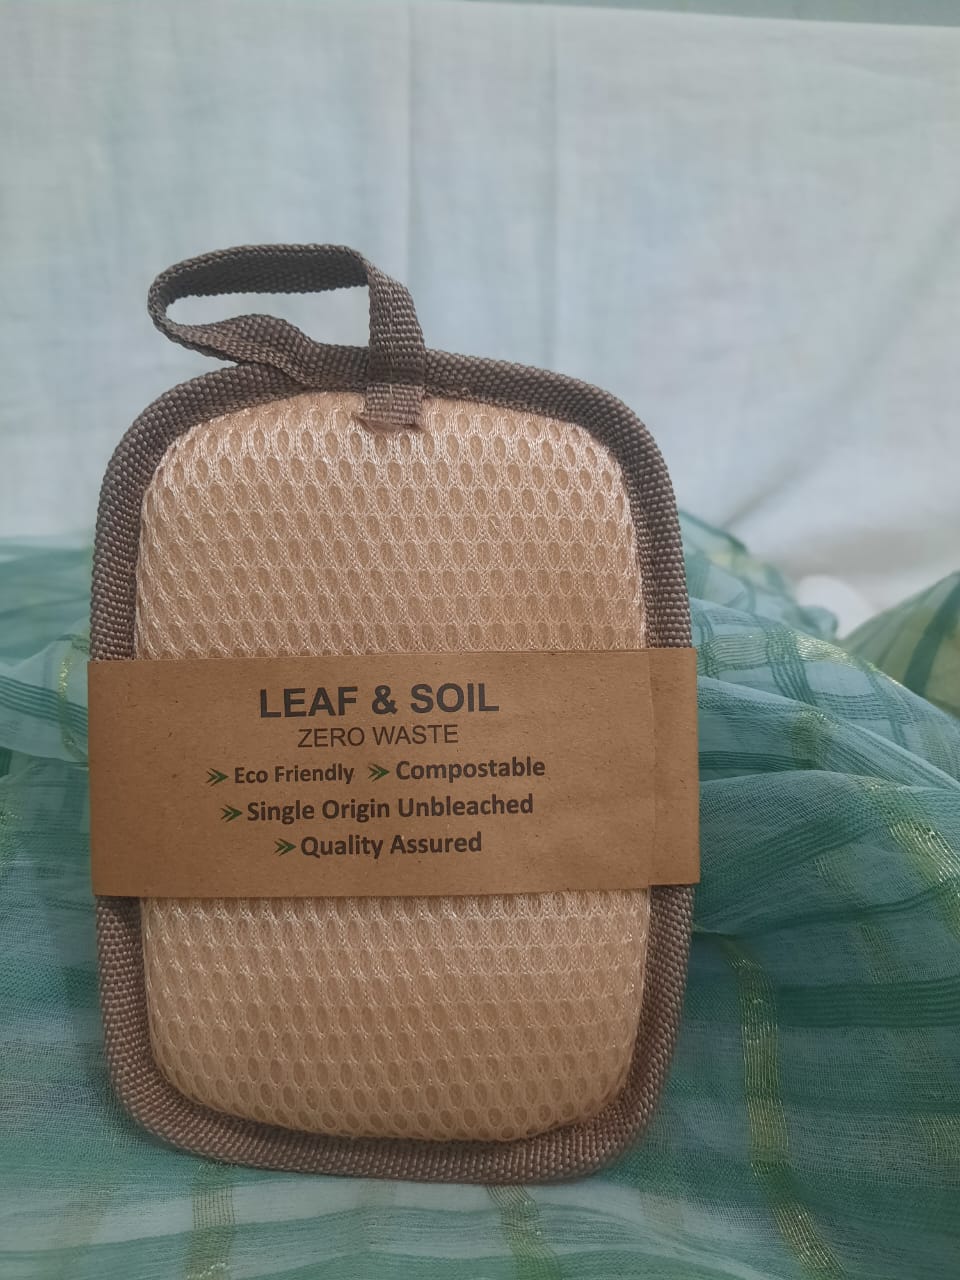 LEAF & SOIL
ZERO WASTE
Eco Friendly Compostable
Single Origin Unbleached
Quality Assured